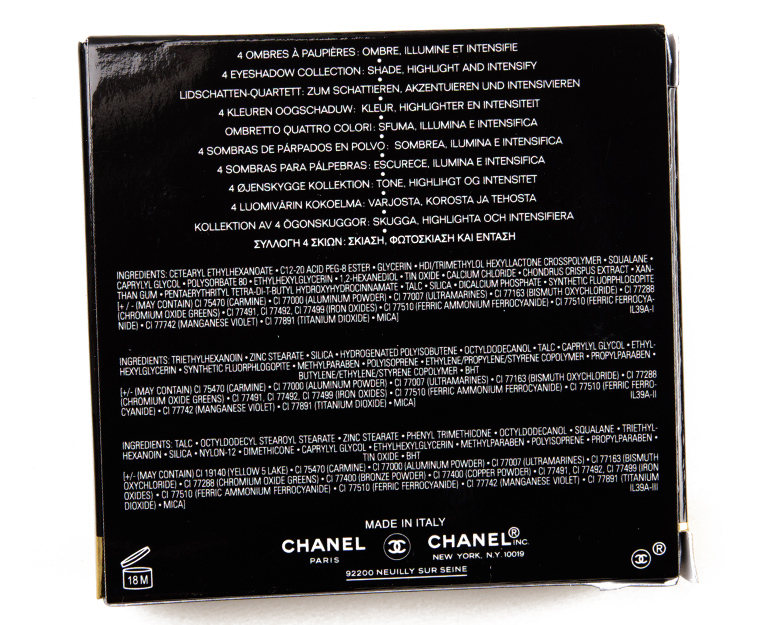 4 OMBRES À PAUPIÈRES: OMBRE, ILLUMINE ET INTENSIFIE
4 EYESHADOW COLLECTION: SHADE, HIGHLIGHT AND INTENSIFY
LIDSCHATTEN-QUARTETT: ZUM SCHATTIEREN, AKZENTUIEREN UND INTENSIVIEREN
4 KLEUREN OOGSCHADUW: KLEUR, HIGHLIGHTER EN INTENSITEIT
OMBRETTO QUATTRO COLORI: SFUMA, ILLUMINA E INTENSIFICA
4 SOMBRAS DE PÁRPADOS EN POLVO: SOMBREA, ILUMINA E INTENSIFICA
4 SOMBRAS PARA PÁLPEBRAS: ESCURECE, ILUMINA E INTENSIFICA
4 ØJENSKYGGE KOLLEKTION: TONE, HIGHLIHGT OG INTENSITET
4 LUOMIVÄRIN KOKOELMA: VARJOSTA, KOROSTA JA TEHOSTA
KOLLEKTION AV 4 ÖGONSKUGGOR: SKUGGA, HIGHLIGHTA OCH INTENSIFIERA
ΣΥΛΛΟΓΗ 4 ΣΚΙΩΝ: ΣΚΙΑΣΗ, ΦΩΤΟΣΚΙΑΣΗ ΚΑΙ ΕΝΤΑΣΗ
INGREDIENTS: CETEARYL ETHYLHEXANOATE • C12-20 ACID PEG-8 ESTER • GLYCERIN • HDI/TRIMETHYLOL HEXYLLACTONE CROSSPOLYMER • SQUALANE •
CAPRYLYL GLYCOL • POLYSORBATE 80 • ETHYLHEXYLGLYCERIN • 1,2-HEXANEDIOL • TIN OXIDE • CALCIUM CHLORIDE • CHONDRUS CRISPUS EXTRACT • XAN-
THAN GUM • PENTAERYTHRITYL TETRA-DI-T-BUTYL HYDROXYHYDROCINNAMATE • TALC • SILICA • DICALCIUM PHOSPHATE • SYNTHETIC FLUORPHLOGOPITE
[+ / - (MAY CONTAIN) CI 75470 (CARMINE) • CI 77000 (ALUMINUM POWDER) • CI 77007 (ULTRAMARINES) • CI 77163 (BISMUTH OXYCHLORIDE) • CI 77288
(CHROMIUM OXIDE GREENS) • CI 77491, CI 77492, CI 77499 (IRON OXIDES) • CI 77510 (FERRIC AMMONIUM FERROCYANIDE) • CI 77510 (FERRIC FERROCYA-
NIDE) • CI 77742 (MANGANESE VIOLET) • CI 77891 (TITANIUM DIOXIDE) • MICA] IL39A-I
INGREDIENTS: TRIETHYLHEXANOIN • ZINC STEARATE • SILICA • HYDROGENATED POLYISOBUTENE • OCTYLDODECANOL • TALC • CAPRYLYL GLYCOL • ETHYL-
HEXYLGLYCERIN • SYNTHETIC FLUORPHLOGOPITE • METHYLPARABEN • POLYISOPRENE • ETHYLENE/PROPYLENE/STYRENE COPOLYMER • PROPYLPARABEN •
BUTYLENE/ETHYLENE/STYRENE COPOLYMER • BHT
[+/- (MAY CONTAIN) CI 75470 (CARMINE) • CI 77000 (ALUMINUM POWDER) • CI 77007 (ULTRAMARINES) • CI 77163 (BISMUTH OXYCHLORIDE) • CI 77288
(CHROMIUM OXIDE GREENS) • CI 77491, CI 77492, CI 77499 (IRON OXIDES) • CI 77510 (FERRIC AMMONIUM FERROCYANIDE) • CI 77510 (FERRIC FERRO-
CYANIDE) • CI 77742 (MANGANESE VIOLET) • CI 77891 (TITANIUM DIOXIDE) • MICA] IL39A-II
INGREDIENTS: TALC • OCTYLDODECYL STEAROYL STEARATE • ZINC STEARATE • PHENYL TRIMETHICONE • OCTYLDODECANOL • SQUALANE • TRIETHYL-
HEXANOIN • SILICA • NYLON-12 • DIMETHICONE • CAPRYLYL GLYCOL • ETHYLHEXYLGLYCERIN • METHYLPARABEN • POLYISOPRENE • PROPYLPARABEN •
TIN OXIDE • BHT
[+/- (MAY CONTAIN) CI 19140 (YELLOW 5 LAKE) • CI 75470 (CARMINE) • CI 77000 (ALUMINUM POWDER) • CI 77007 (ULTRAMARINES) • CI 77163 (BISMUTH
OXYCHLORIDE) • CI 77288 (CHROMIUM OXIDE GREENS) • CI 77400 (BRONZE POWDER) • CI 77400 (COPPER POWDER) • CI 77491, CI 77492, CI 77499 (IRON
OXIDES) • CI 77510 (FERRIC AMMONIUM FERROCYANIDE) • CI 77510 (FERRIC FERROCYANIDE) • CI 77742 (MANGANESE VIOLET) • CI 77891 (TITANIUM
DIOXIDE) • MICA] IL39A-III
MADE IN ITALY
CHANEL CHANEL® INC.
PARIS NEW YORK, N.Y. 10019
92200 NEUILLY SUR SEINE
18 M
®